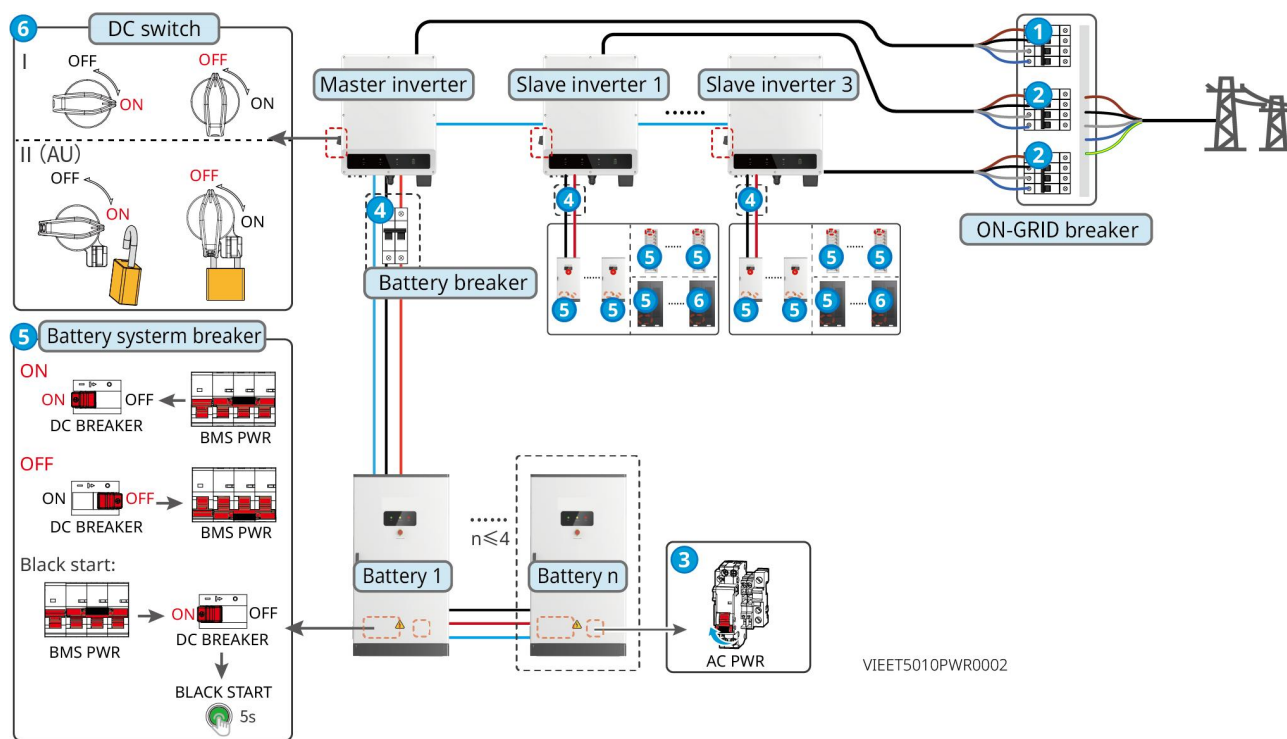 6
DC switch
I
OFF
ON
OFF
ON
II (AU)
OFF
ON
OFF
ON
Master inverter
Slave inverter 1
Slave inverter 3
1
2
2
ON-GRID breaker
4
Battery breaker
4
4
5
5
5
5
5
6
5
5
5
5
5
6
5
Battery systerm breaker
ON
ON
OFF
DC BREAKER
BMS PWR
OFF
ON
OFF
DC BREAKER
BMS PWR
Black start:
BMS PWR
ON
OFF
DC BREAKER
BLACK START
5s
n≤4
Battery 1
Battery n
3
AC PWR
VIEET5010PWR0002